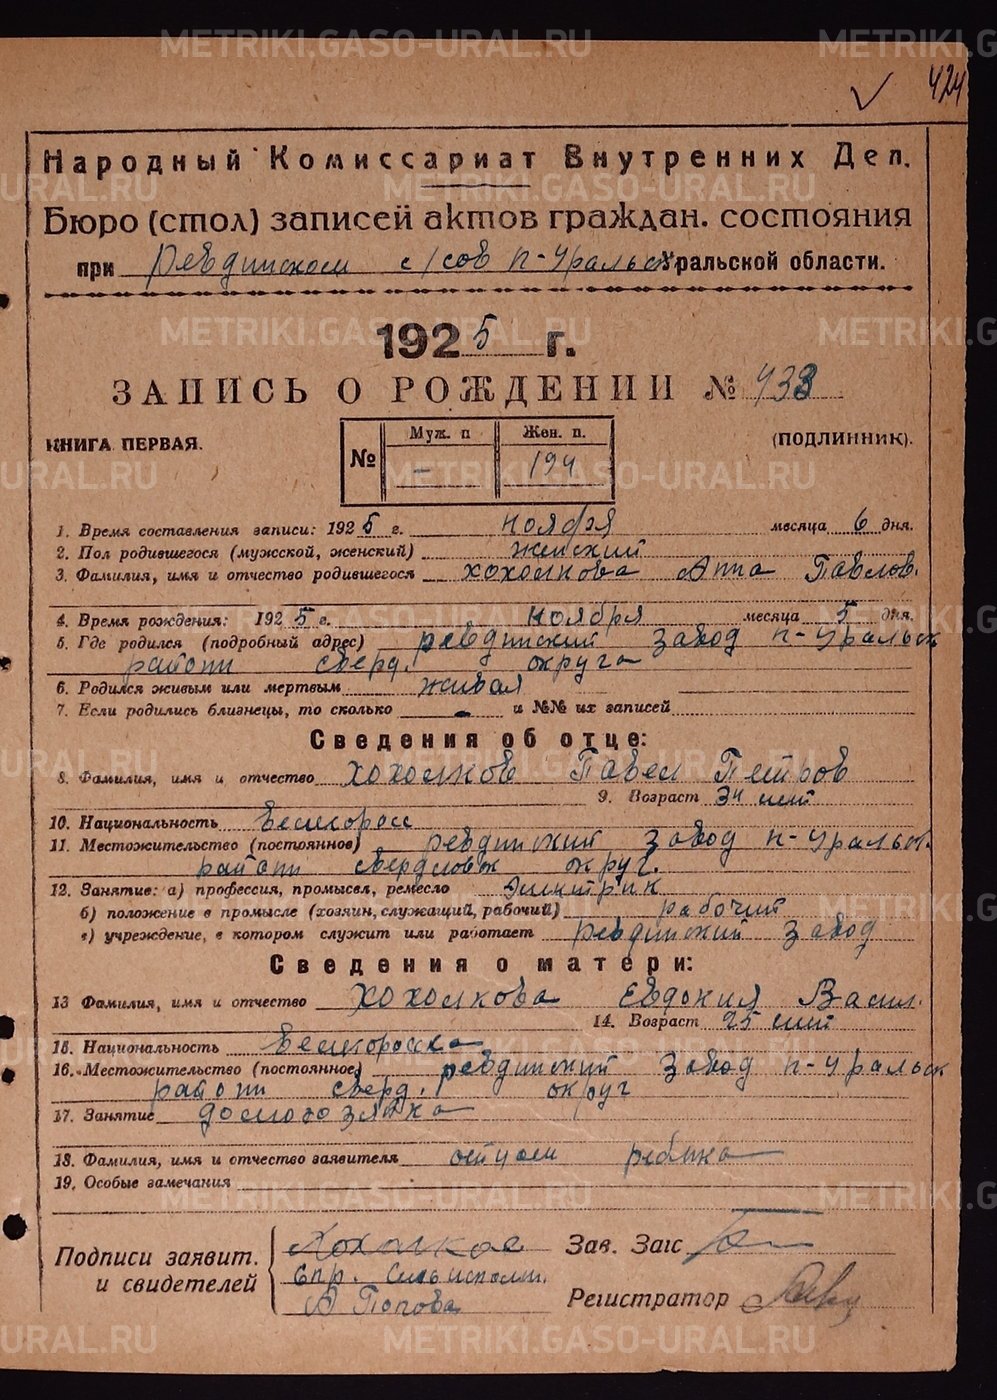 424
Народный Комиссариат Внутренних Дел.
Бюро (стол) записей актов граждан. состояния
при Ревдинском с/сов п-Уральск Уральской области.
1925 г.
ЗАПИСЬ О РОЖДЕНИИ № 433
КНИГА ПЕРВАЯ.
(ПОДЛИННИК).
№ Муж. п Жен. п.
- 194
1. Время составления записи: 1925 г. ноября месяца 6 дня.
2. Пол родившегося (мужской, женский) женский
3. Фамилия, имя и отчество родившегося Хохолкова Анна Павлов.
4. Время рождения: 1925 г. ноября месяца 5 дня.
5. Где родился (подробный адрес) Ревдинский завод п-Уральск
района сверд. округа
6. Родился живым или мертвым живая
7. Если родились близнецы, то сколько - и №№ их записей
Сведения об отце:
8. Фамилия, имя и отчество Хохолков Павел Петров
9. Возраст 34 лет
10. Национальность великоросс
11. Местожительство (постоянное) Ревдинский завод п-Уральск.
района свердловск округ.
12. Занятие: а) профессия, промысел, ремесло
б) положение в промысле (хозяин, служащий, рабочий) рабочий
в) учреждение, в котором служит или работает Ревдинский завод
Сведения о матери:
13 Фамилия, имя и отчество Хохолкова Евдокия Васил.
14. Возраст 25 лет
15. Национальность великоросска
16. Местожительство (постоянное) Ревдинский завод п-Уральск
района сверд. округ
17. Занятие домохозяйка
18. Фамилия, имя и отчество заявителя отцом ребенка
19. Особые замечания
Подписи заявит.
и свидетелей
Хохолков
Спр. сельисполн.
А Попова
Зав. Загс
Регистратор
METRIKI.GASO-URAL.RU